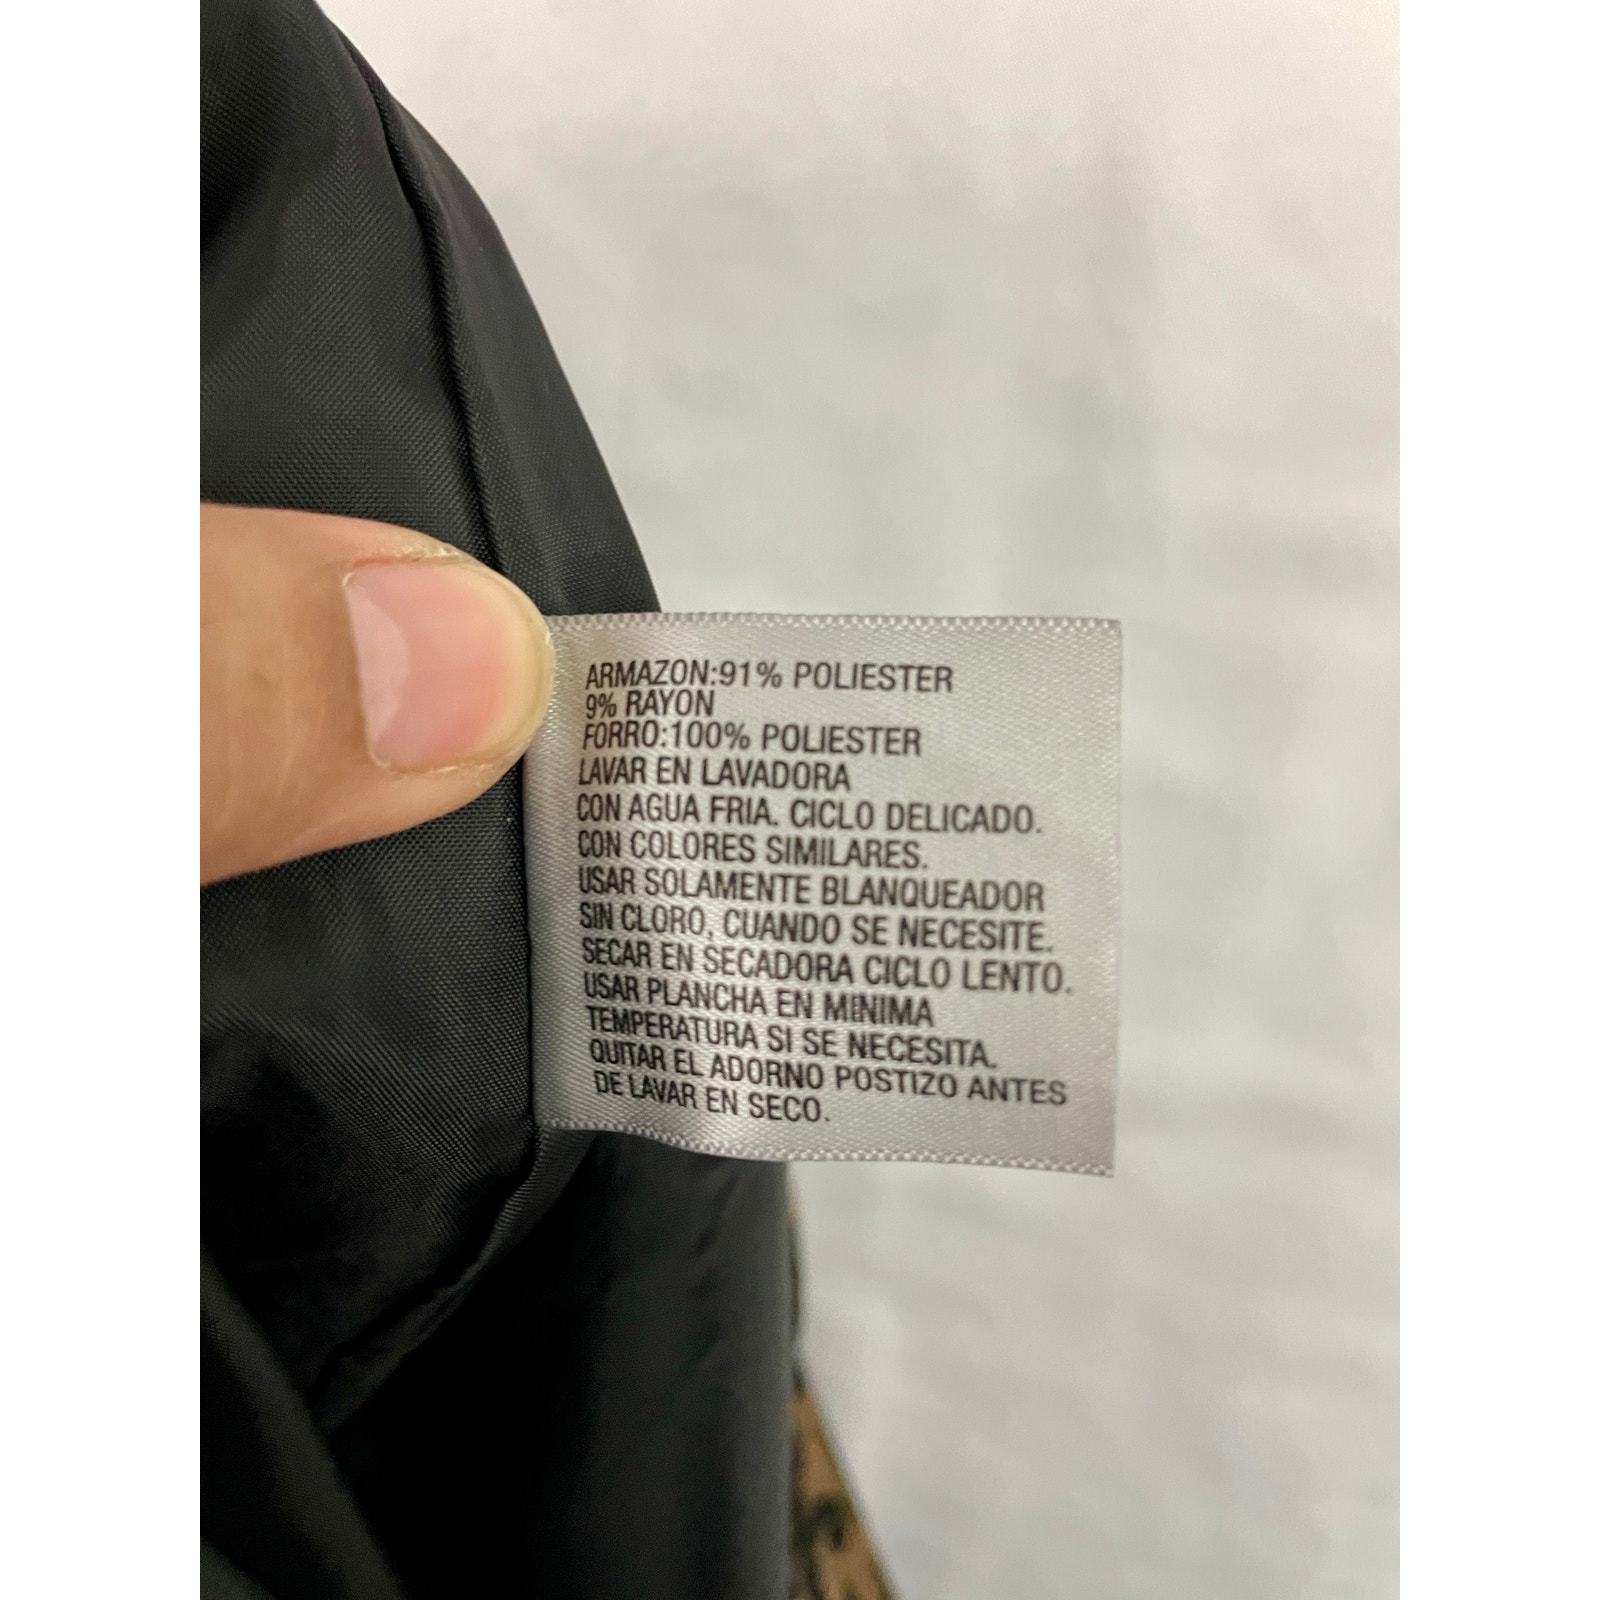 ARMAZON:91% POLIESTER
9% RAYON
FORRO:100% POLIESTER
LAVAR EN LAVADORA
CON AGUA FRIA. CICLO DELICADO.
CON COLORES SIMILARES.
USAR SOLAMENTE BLANQUEADOR
SIN CLORO, CUANDO SE NECESITE.
SECAR EN SECADORA CICLO LENTO.
USAR PLANCHA EN MINIMA
TEMPERATURA SI SE NECESITA.
QUITAR EL ADORNO POSTIZO ANTES
DE LAVAR EN SECO.